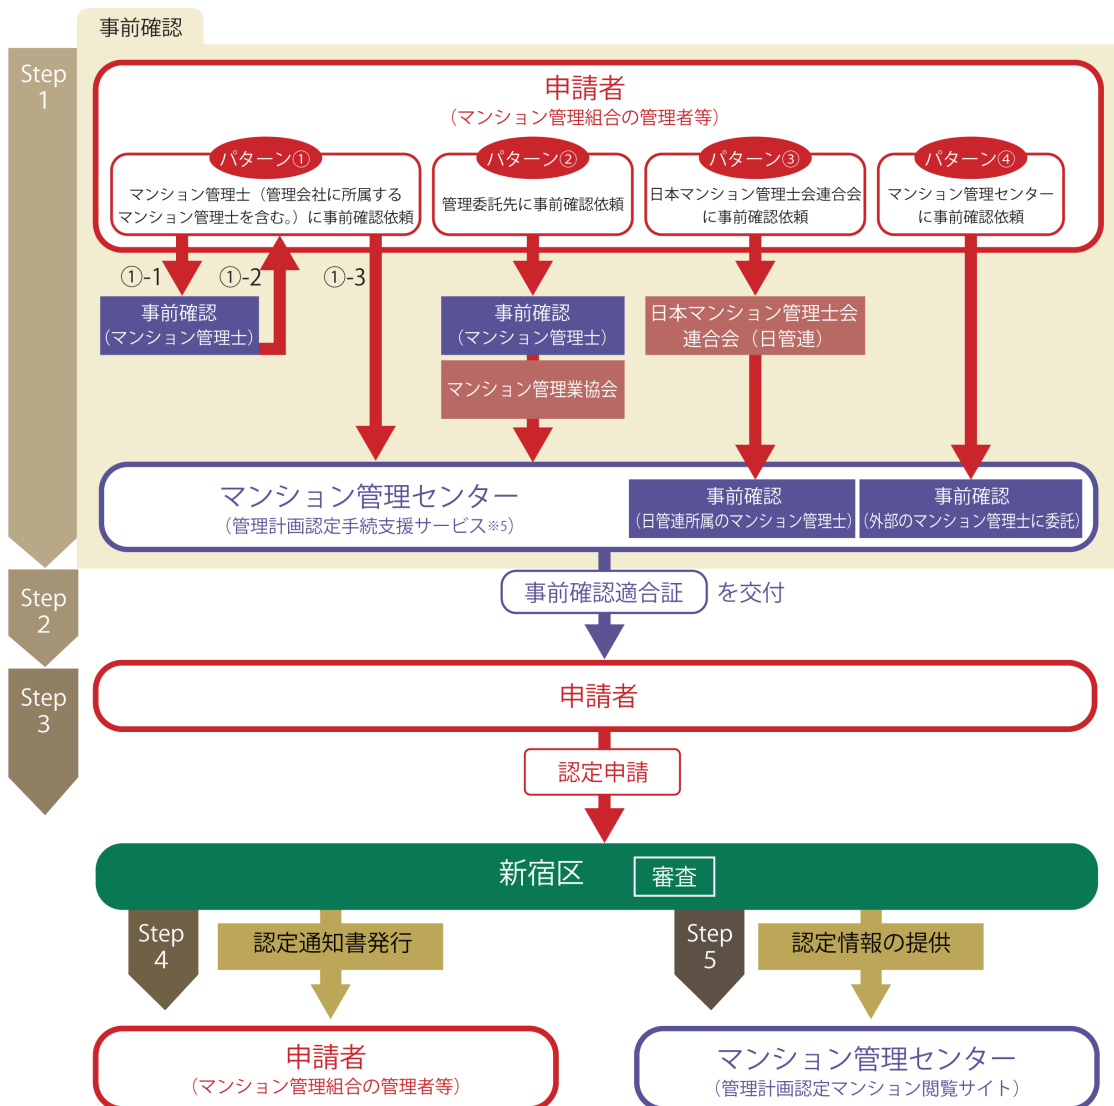 事前確認
Step
1
申請者
（マンション管理組合の管理者等）
パターン①
マンション管理士（管理会社に所属する
マンション管理士を含む。）に事前確認依頼
パターン②
管理委託先に事前確認依頼
パターン③
日本マンション管理士会連合会
に事前確認依頼
パターン④
マンション管理センター
に事前確認依頼
①-1
①-2
①-3
事前確認
（マンション管理士）
事前確認
（マンション管理士）
マンション管理業協会
日本マンション管理士会
連合会（日管連）
マンション管理センター
（管理計画認定手続支援サービス※5）
事前確認
（日管連所属のマンション管理士）
事前確認
（外部のマンション管理士に委託）
Step
2
事前確認適合証 を交付
Step
3
申請者
認定申請
新宿区 審査
Step
4
認定通知書発行
Step
5
認定情報の提供
申請者
（マンション管理組合の管理者等）
マンション管理センター
（管理計画認定マンション閲覧サイト）